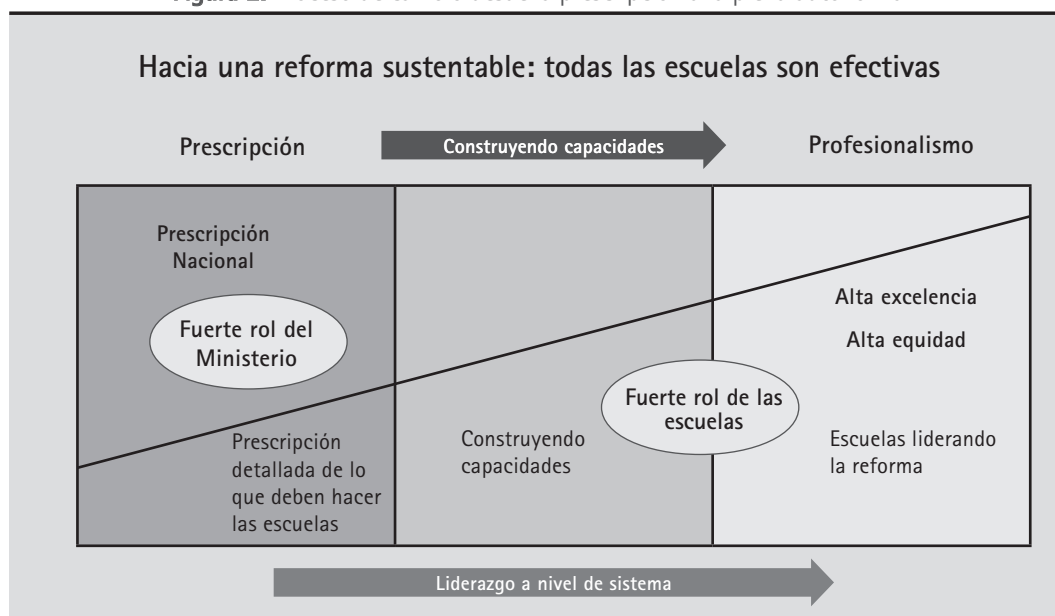 Hacia una reforma sustentable: todas las escuelas son efectivas
Prescripción
Construyendo capacidades
Profesionalismo
Prescripción
Nacional
Fuerte rol del
Ministerio
Alta excelencia
Alta equidad
Fuerte rol de las
escuelas
Prescripción
detallada de lo
que deben hacer
las escuelas
Construyendo
capacidades
Escuelas liderando
la reforma
Liderazgo a nivel de sistema